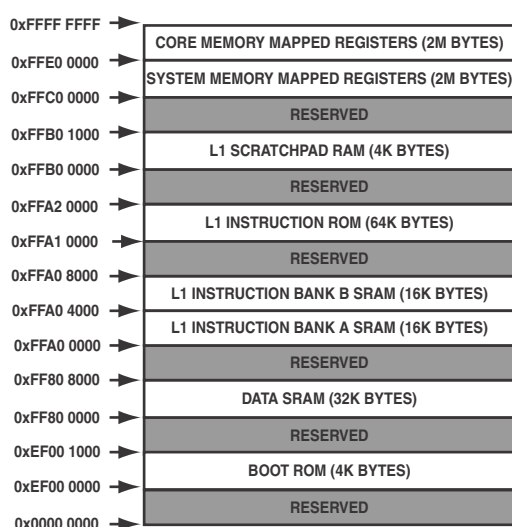 0xFFFF FFFF
CORE MEMORY MAPPED REGISTERS (2M BYTES)
0xFFE0 0000
SYSTEM MEMORY MAPPED REGISTERS (2M BYTES)
0xFFC0 0000
RESERVED
0xFFB0 1000
L1 SCRATCHPAD RAM (4K BYTES)
0xFFB0 0000
RESERVED
0xFFA2 0000
L1 INSTRUCTION ROM (64K BYTES)
0xFFA1 0000
RESERVED
0xFFA0 8000
L1 INSTRUCTION BANK B SRAM (16K BYTES)
0xFFA0 4000
L1 INSTRUCTION BANK A SRAM (16K BYTES)
0xFFA0 0000
RESERVED
0xFF80 8000
DATA SRAM (32K BYTES)
0xFF80 0000
RESERVED
0xEF00 1000
BOOT ROM (4K BYTES)
0xEF00 0000
RESERVED
0x0000 0000